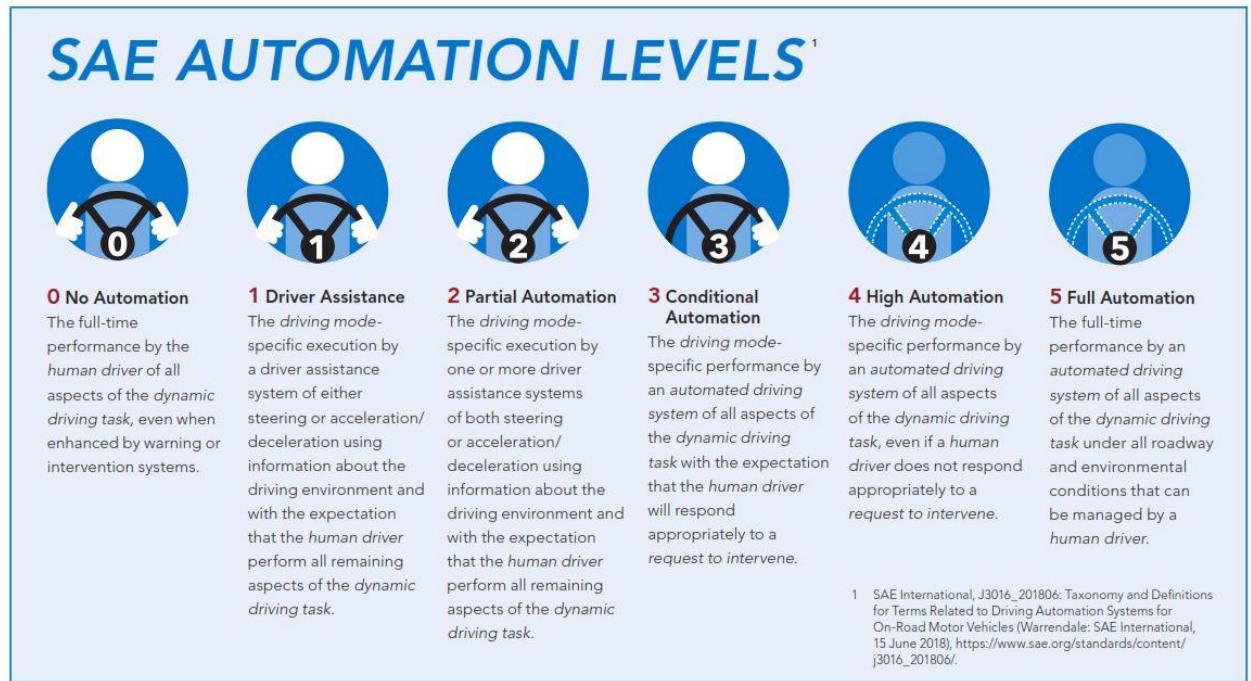 SAE AUTOMATION LEVELS 1
0
1
2
3
4
5
0 No Automation
The full-time
performance by the
human driver of all
aspects of the dynamic
driving task, even when
enhanced by warning or
intervention systems.
1 Driver Assistance
The driving mode-
specific execution by
a driver assistance
system of either
steering or acceleration/
deceleration using
information about the
driving environment and
with the expectation
that the human driver
perform all remaining
aspects of the dynamic
driving task.
2 Partial Automation
The driving mode-
specific execution by
one or more driver
assistance systems
of both steering
or acceleration/
deceleration using
information about the
driving environment and
with the expectation
that the human driver
perform all remaining
aspects of the dynamic
driving task.
3 Conditional
Automation
The driving mode-
specific performance by
an automated driving
system of all aspects of
the dynamic driving
task with the expectation
that the human driver
will respond
appropriately to a
request to intervene.
4 High Automation
The driving mode-
specific performance by
an automated driving
system of all aspects
of the dynamic driving
task, even if a human
driver does not respond
appropriately to a
request to intervene.
5 Full Automation
The full-time
performance by an
automated driving
system of all aspects
of the dynamic driving
task under all roadway
and environmental
conditions that can
be managed by a
human driver.
1 SAE International, J3016_201806: Taxonomy and Definitions
for Terms Related to Driving Automation Systems for
On-Road Motor Vehicles (Warrendale: SAE International,
15 June 2018), https://www.sae.org/standards/content/
j3016_201806/.